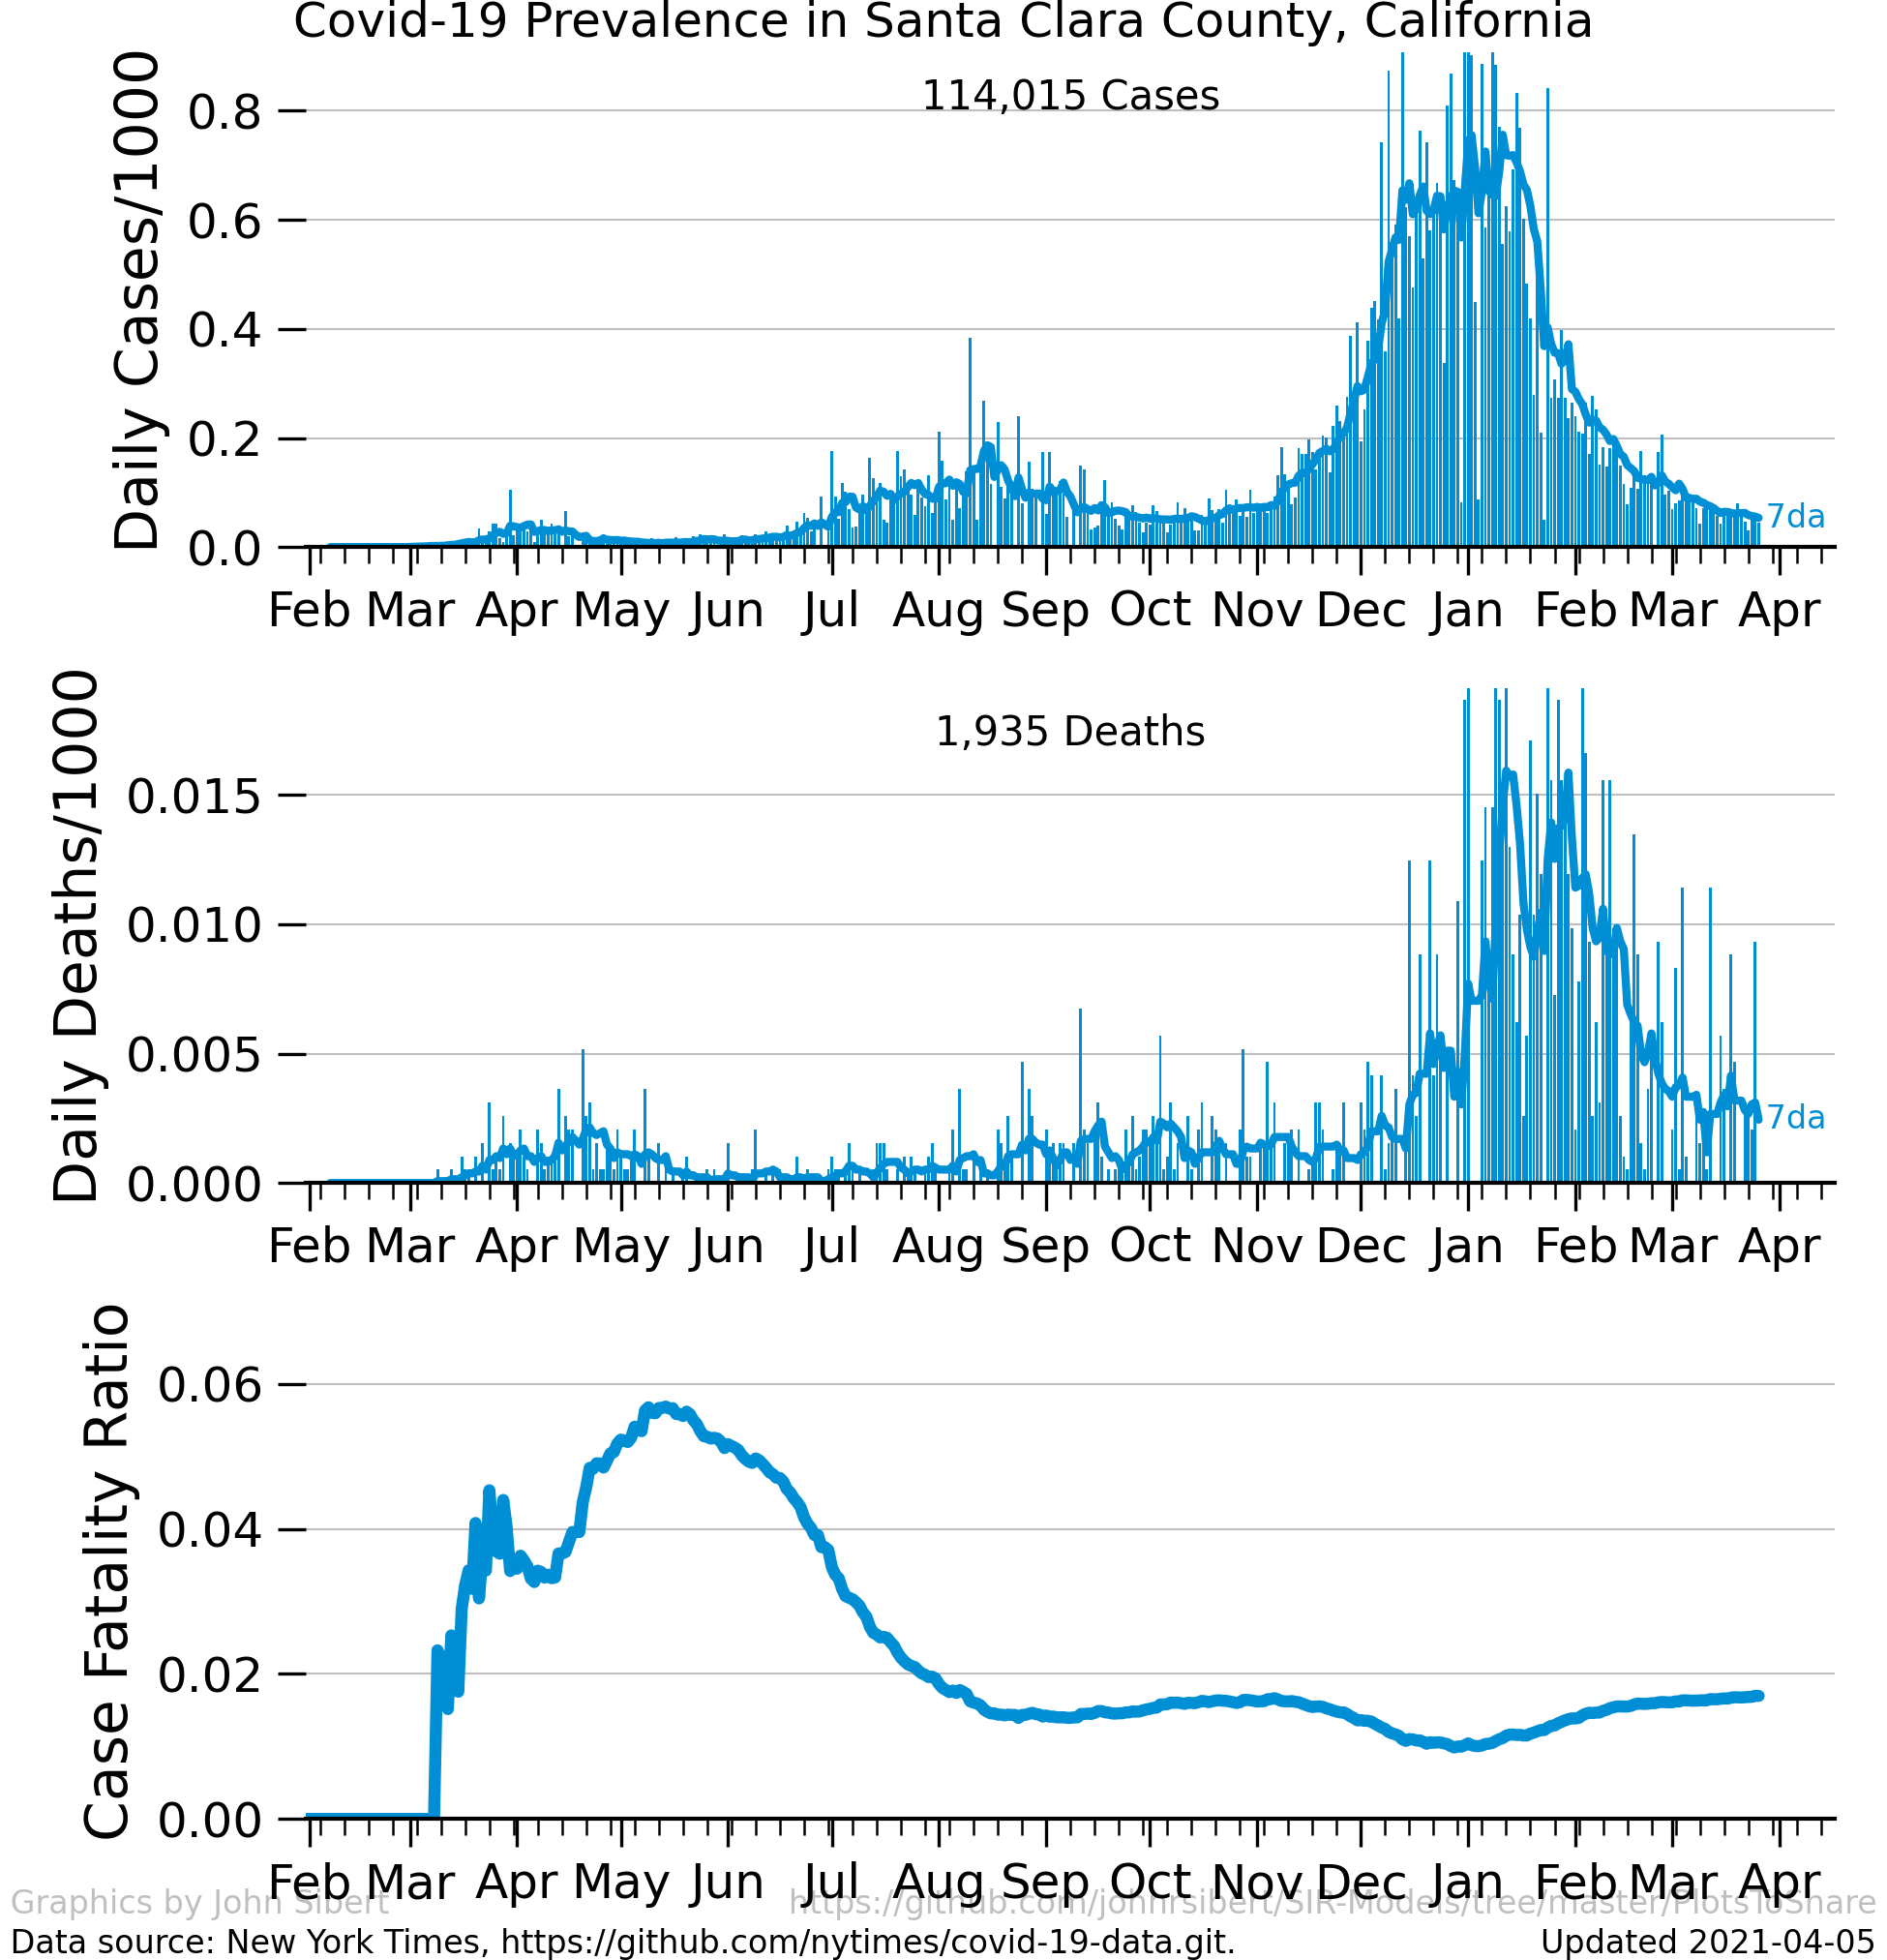 Covid-19 Prevalence in Santa Clara County, California
114,015 Cases
Daily Cases/1000
0.8
0.6
0.4
0.2
0.0
7da
Feb Mar Apr May Jun Jul Aug Sep Oct Nov Dec Jan Feb Mar Apr
1,935 Deaths
Daily Deaths/1000
0.015
0.010
0.005
0.000
7da
Feb Mar Apr May Jun Jul Aug Sep Oct Nov Dec Jan Feb Mar Apr
Case Fatality Ratio
0.06
0.04
0.02
0.00
Feb Mar Apr May Jun Jul Aug Sep Oct Nov Dec Jan Feb Mar Apr
Graphics by John Sibert https://github.com/johnrsibert/SIR-Models/tree/master/PlotsToShare
Data source: New York Times, https://github.com/nytimes/covid-19-data.git. Updated 2021-04-05